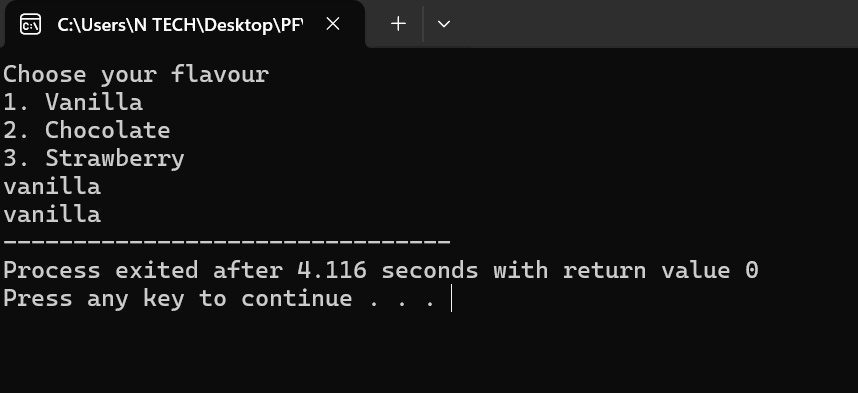 C:\Users\N TECH\Desktop\PF\
Choose your flavour
1. Vanilla
2. Chocolate
3. Strawberry
vanilla
vanilla
--------------------------------
Process exited after 4.116 seconds with return value 0
Press any key to continue . . .